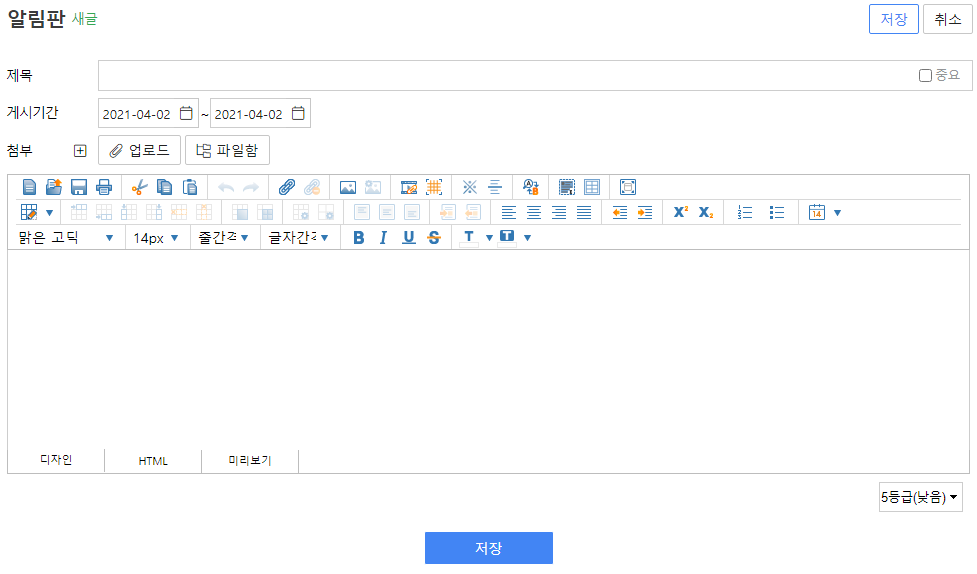 알림판 새글 저장 취소
제목 중요
게시기간 2021-04-02 ~ 2021-04-02
첨부 업로드 파일함
맑은 고딕 14px 줄간격 글자간격 B I U S T T
디자인 HTML 미리보기
5등급(낮음)
저장